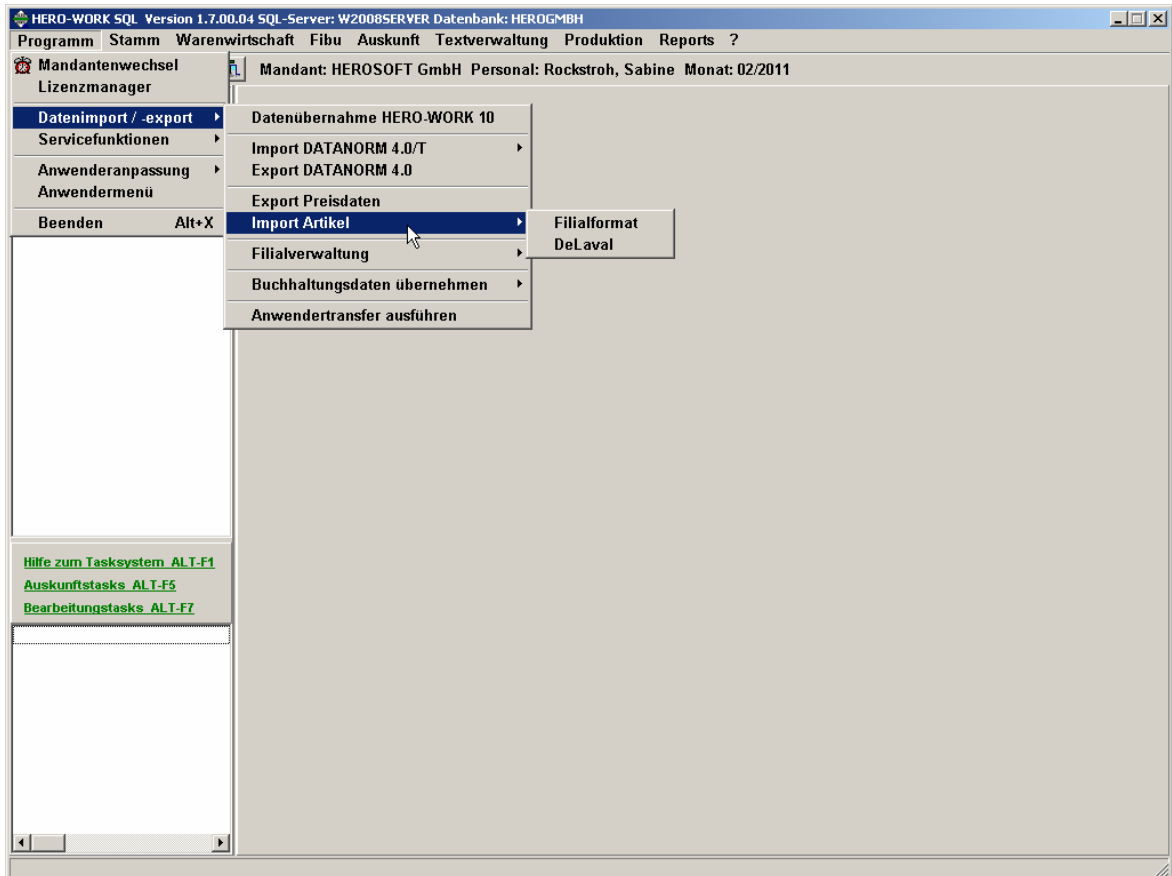 HERO-WORK SQL Version 1.7.00.04 SQL-Server: W2008SERVER Datenbank: HEROGMBH
Programm Stamm Warenwirtschaft Fibu Auskunft Textverwaltung Produktion Reports ?
Mandant: HEROSOFT GmbH Personal: Rockstroh, Sabine Monat: 02/2011
Mandantenwechsel
Lizenzmanager
Datenimport / -export
Servicefunktionen
Anwenderanpassung
Anwendermenü
Beenden Alt+X
Datenübernahme HERO-WORK 10
Import DATANORM 4.0/T
Export DATANORM 4.0
Export Preisdaten
Import Artikel
Filialverwaltung
Buchhaltungsdaten übernehmen
Anwendertransfer ausführen
Filialformat
DeLaval
Hilfe zum Tasksystem ALT-F1
Auskunftstasks ALT-F5
Bearbeitungstasks ALT-F7